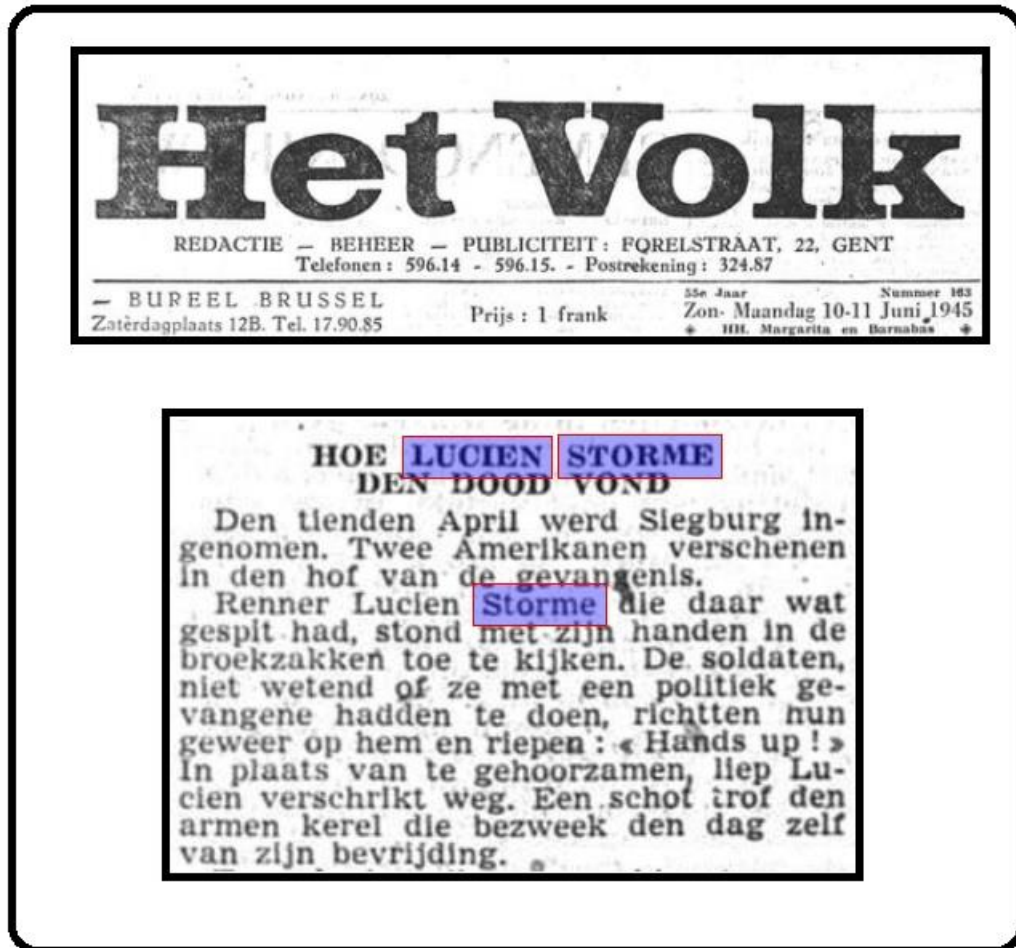 Het Volk
REDACTIE — BEHEER — PUBLICITEIT : FORELSTRAAT, 22, GENT
Telefonen : 596.14 - 596.15. - Postrekening : 324.87
— BUREEL BRUSSEL
Zaterdagplaats 12B. Tel. 17.90.85
Prijs : 1 frank
55e Jaar Nummer 163
Zon- Maandag 10-11 Juni 1945
HH. Margarita en Barnabas
HOE LUCIEN STORME
DEN DOOD VOND
Den tienden April werd Siegburg in-
genomen. Twee Amerikanen verschenen
in den hof van de gevangenis.
Renner Lucien Storme die daar wat
gespit had, stond met zijn handen in de
broekzakken toe te kijken. De soldaten,
niet wetend of ze met een politiek ge-
vangene hadden te doen, richtten hun
geweer op hem en riepen : « Hands up ! »
In plaats van te gehoorzamen, liep Lu-
cien verschrikt weg. Een schot trof den
armen kerel die bezweek den dag zelf
van zijn bevrijding.